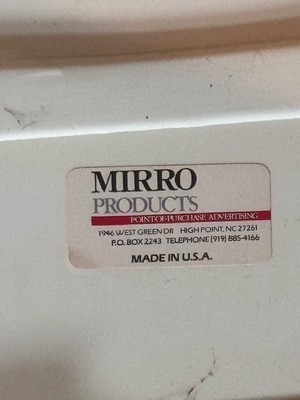 MIRRO
PRODUCTS
POINT-OF-PURCHASE ADVERTISING
1946 WEST GREEN DR HIGH POINT, NC 27261
P.O. BOX 2243 TELEPHONE (919) 885-4166
MADE IN U.S.A.